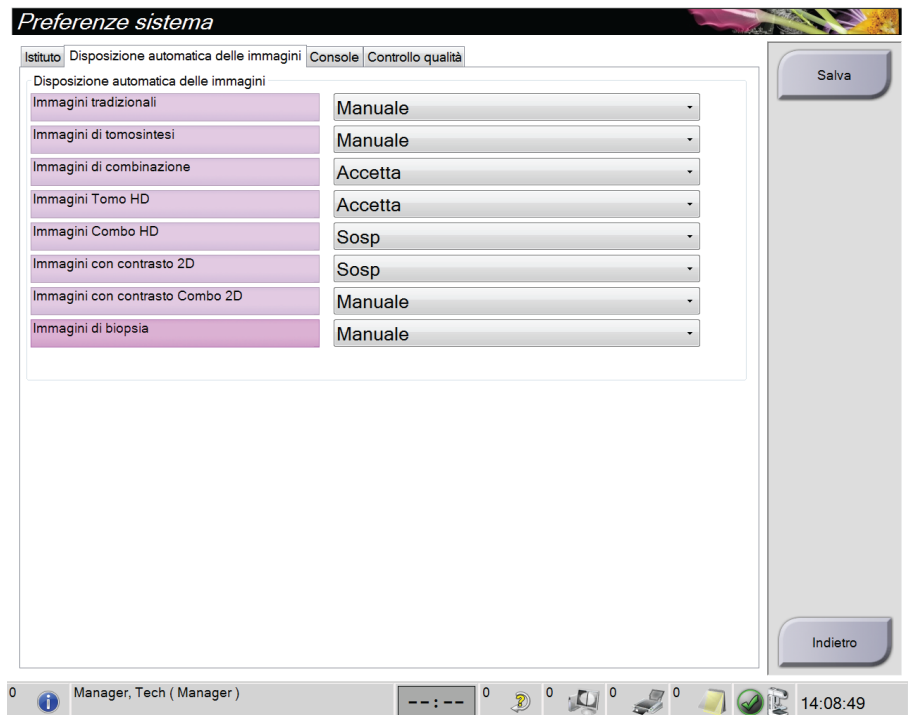 Preferenze sistema
Istituto Disposizione automatica delle immagini Console Controllo qualità
Salva
Disposizione automatica delle immagini
Immagini tradizionali Manuale
Immagini di tomosintesi Manuale
Immagini di combinazione Accetta
Immagini Tomo HD Accetta
Immagini Combo HD Sosp
Immagini con contrasto 2D Sosp
Immagini con contrasto Combo 2D Manuale
Immagini di biopsia Manuale
Indietro
0 Manager, Tech ( Manager ) --:-- 0 0 0 0 14:08:49